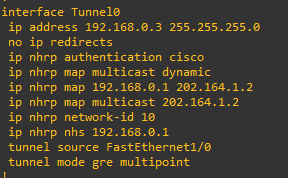 interface Tunnel0
 ip address 192.168.0.3 255.255.255.0
 no ip redirects
 ip nhrp authentication cisco
 ip nhrp map multicast dynamic
 ip nhrp map 192.168.0.1 202.164.1.2
 ip nhrp map multicast 202.164.1.2
 ip nhrp network-id 10
 ip nhrp nhs 192.168.0.1
 tunnel source FastEthernet1/0
 tunnel mode gre multipoint
!